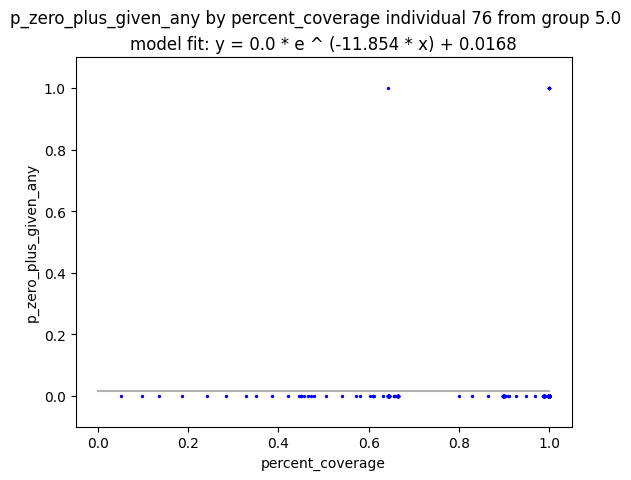 p_zero_plus_given_any by percent_coverage individual 76 from group 5.0
model fit: y = 0.0 * e ^ (-11.854 * x) + 0.0168
p_zero_plus_given_any
1.0
0.8
0.6
0.4
0.2
0.0
0.0 0.2 0.4 0.6 0.8 1.0
percent_coverage